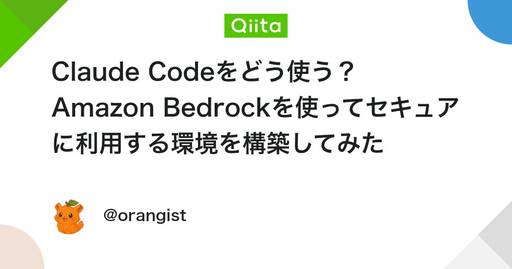 Qiita
Claude Codeをどう使う？
Amazon Bedrockを使ってセキュア
に利用する環境を構築してみた
@orangist